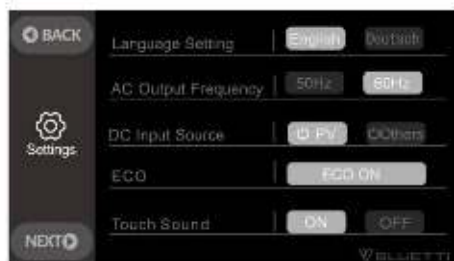 BACK
Settings
NEXT
Language Setting English Deutsch
AC Output Frequency 50Hz 60Hz
DC Input Source PV Others
ECO ECO ON
Touch Sound ON OFF
BLUETTI